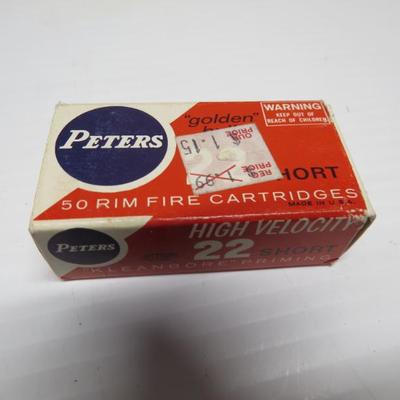 PETERS
"golden"
WARNING
KEEP OUT OF
REACH OF CHILDREN
OUR
PRICE
1.15
REG.
PRICE
1.39
SHORT
50 RIM FIRE CARTRIDGES
MADE IN U.S.A.
PETERS
HIGH VELOCITY
22 SHORT
"KLEANBORE" PRIMING